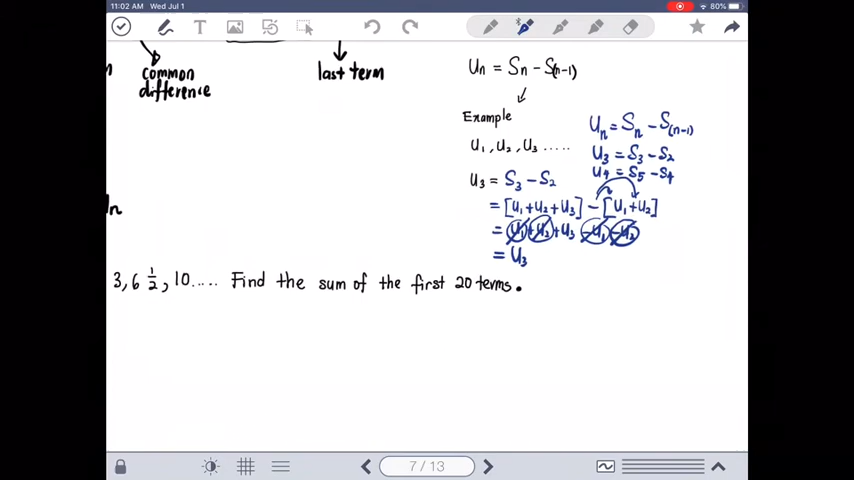 11:02 AM Wed Jul 1
80%
T
common
difference
last term
Un = Sn - S(n-1)
Example
U1, U2, U3 .....
U3 = S3 - S2
= [U1+U2+U3] - [U1+U2]
= U1+U2+U3 -U1-U2
= U3
Un = Sn - S(n-1)
U3 = S3 - S2
U4 = S5 - S4
3, 6 1/2, 10..... Find the sum of the first 20 terms.
7 / 13